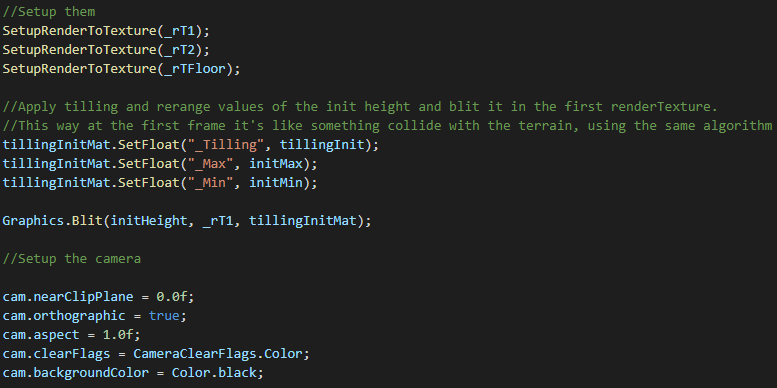 //Setup them
SetupRenderToTexture(_rT1);
SetupRenderToTexture(_rT2);
SetupRenderToTexture(_rTFloor);
//Apply tilling and rerange values of the init height and blit it in the first renderTexture.
//This way at the first frame it's like something collide with the terrain, using the same algorithm
tillingInitMat.SetFloat("_Tilling", tillingInit);
tillingInitMat.SetFloat("_Max", initMax);
tillingInitMat.SetFloat("_Min", initMin);
Graphics.Blit(initHeight, _rT1, tillingInitMat);
//Setup the camera
cam.nearClipPlane = 0.0f;
cam.orthographic = true;
cam.aspect = 1.0f;
cam.clearFlags = CameraClearFlags.Color;
cam.backgroundColor = Color.black;